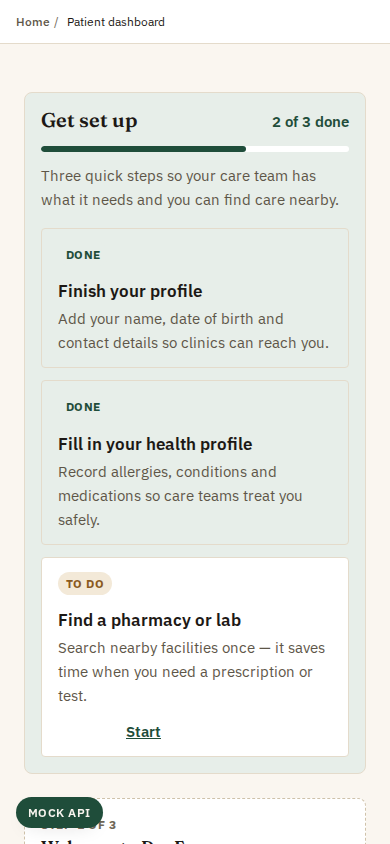 Home / Patient dashboard
Get set up
2 of 3 done
Three quick steps so your care team has
what it needs and you can find care nearby.
DONE
Finish your profile
Add your name, date of birth and
contact details so clinics can reach you.
DONE
Fill in your health profile
Record allergies, conditions and
medications so care teams treat you
safely.
TO DO
Find a pharmacy or lab
Search nearby facilities once — it saves
time when you need a prescription or
test.
Start
MOCK API
OF 3